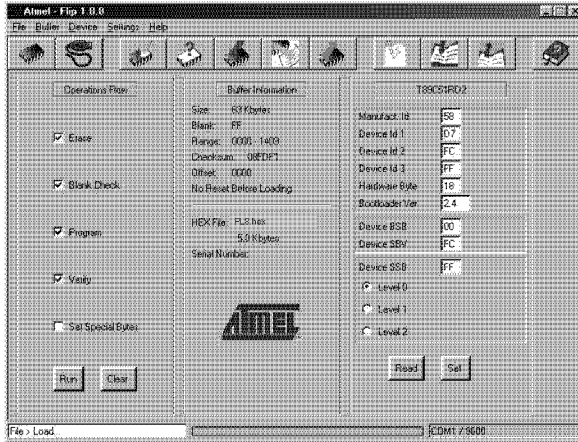 Atmel - Flip 1.8.8
File Buffer Device Settings Help
Operations Flow
Erase
Blank Check
Program
Verify
Set Special Bytes
Run Clear
Buffer Information
Size: 63 Kbytes
Blank: FF
Range: 0000 - 1403
Checksum:
Offset: 0000
No Reset Before Loading
HEX File: FLS.hex
5.0 Kbytes
Serial Number:
ATMEL
T89C51RD2
Manufact. Id 58
Device Id 1 D7
Device Id 2 FC
Device Id 3 FF
Hardware Byte 18
Bootloader Ver. 2.4
Device BSB 00
Device SBV FC
Device SSB FF
Level 0
Level 1
Level 2
Read Set
File > Load...
COM1 / 9600